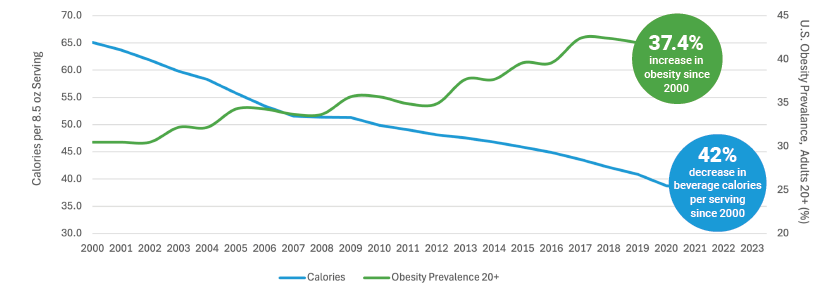 70.0
65.0
60.0
55.0
50.0
45.0
40.0
35.0
30.0
Calories per 8.5 oz Serving
45
40
35
30
25
20
U.S. Obesity Prevalence, Adults 20+ (%)
37.4%
increase in
obesity since
2000
42%
decrease in
beverage calories
per serving
since 2000
2000 2001 2002 2003 2004 2005 2006 2007 2008 2009 2010 2011 2012 2013 2014 2015 2016 2017 2018 2019 2020 2021 2022 2023
Calories Obesity Prevalence 20+